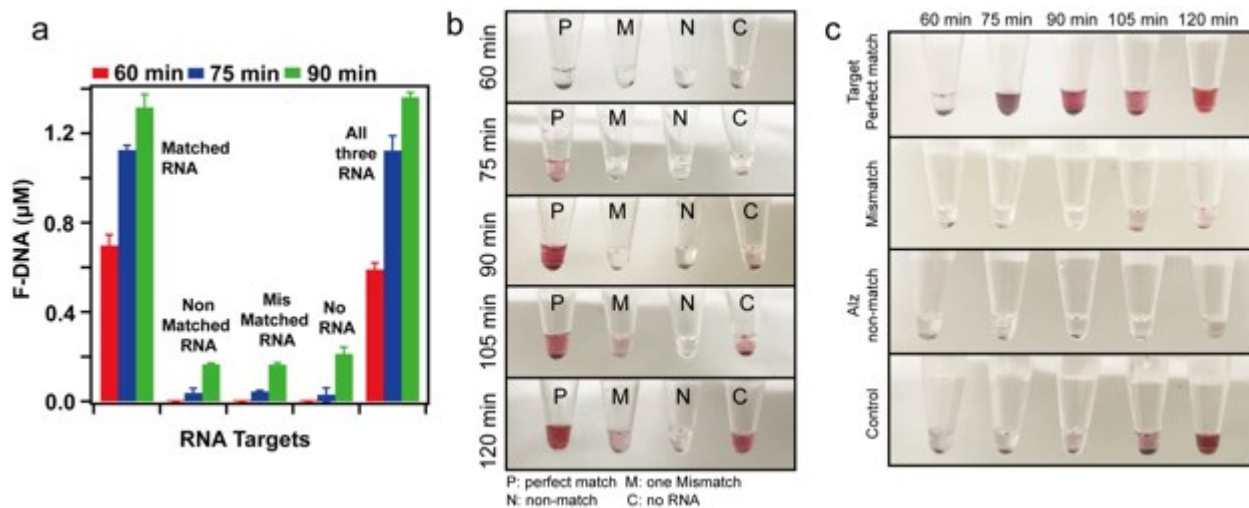 a
60 min 75 min 90 min
F-DNA (µM)
1.2
0.8
0.4
0.0
Matched
RNA
Non
Matched
RNA
Mis
Matched
RNA
No
RNA
All
three
RNA
RNA Targets
b
P M N C
60 min
P M N C
75 min
P M N C
90 min
P M N C
105 min
P M N C
120 min
P: perfect match M: one Mismatch
N: non-match C: no RNA
c
60 min 75 min 90 min 105 min 120 min
Target
Perfect match
Mismatch
Alz
non-match
Control